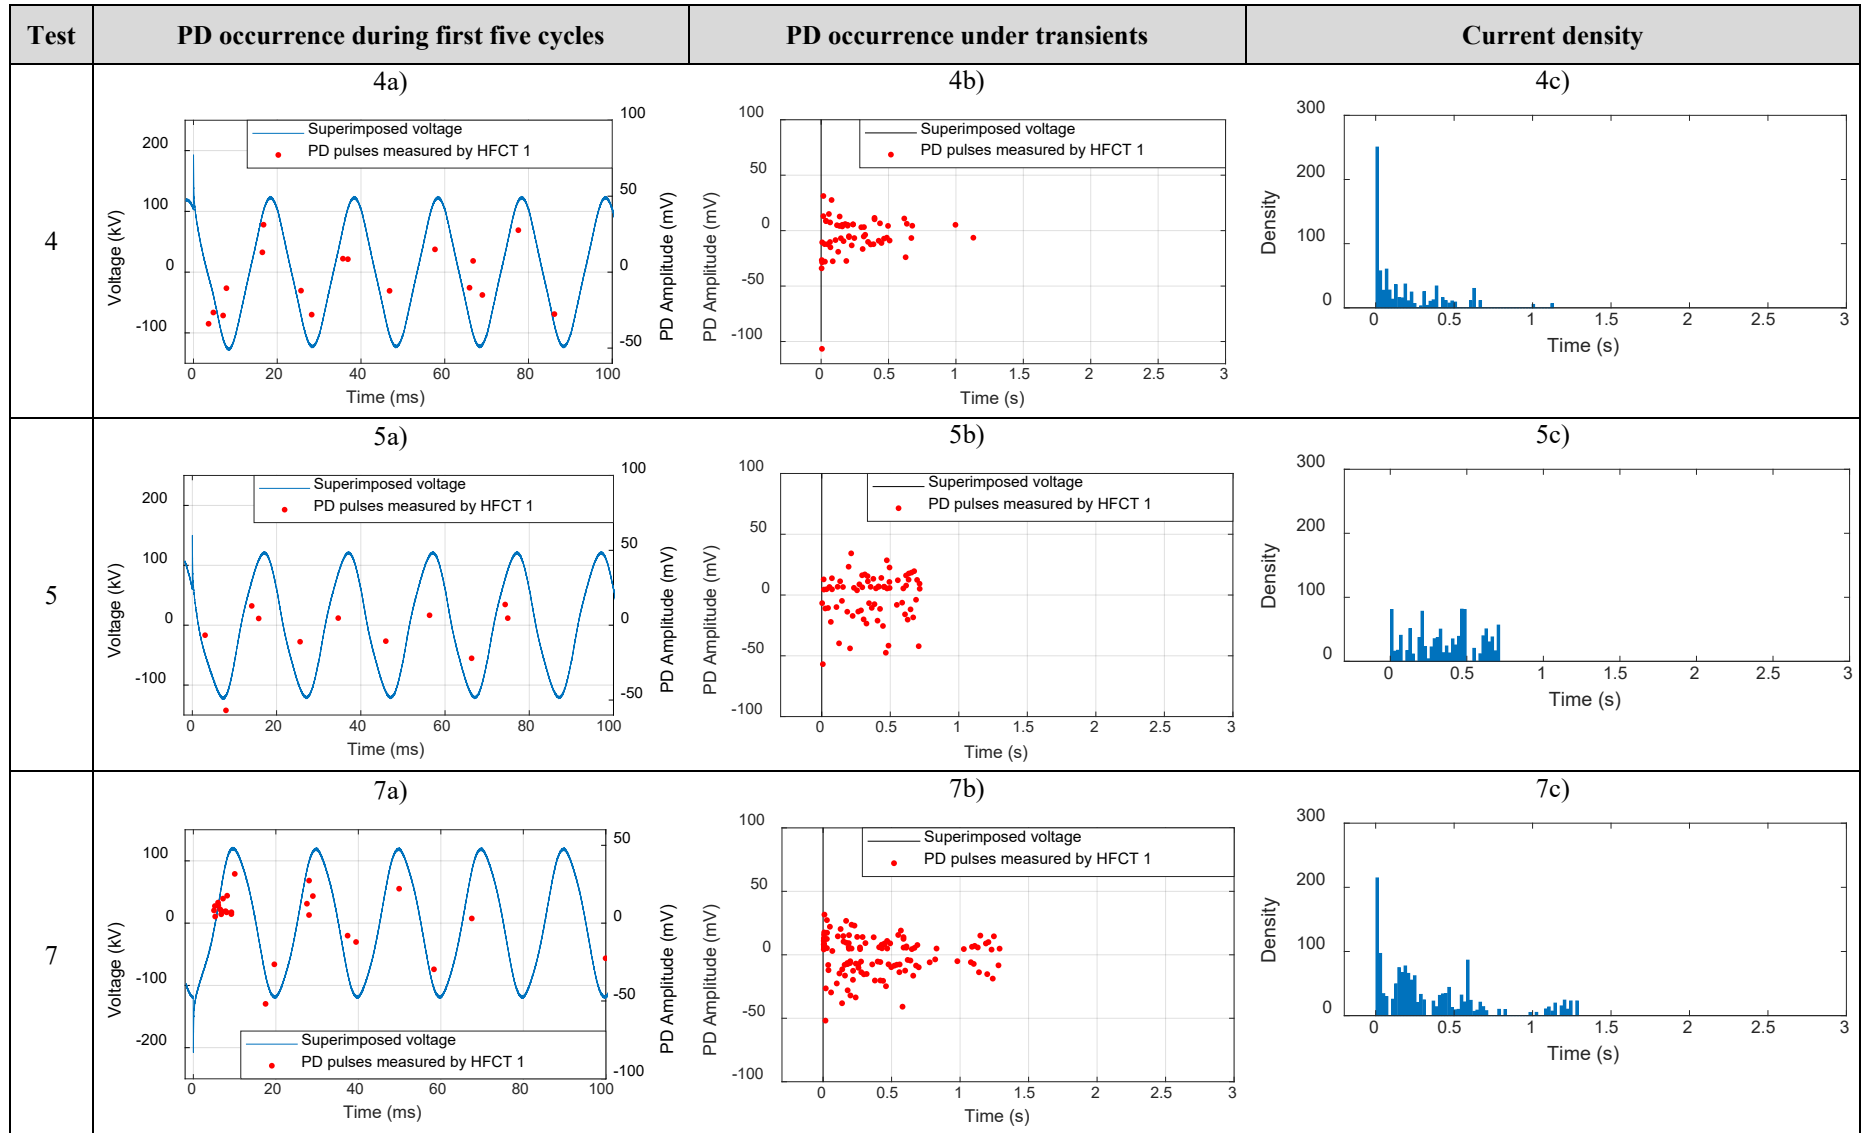 Test PD occurrence during first five cycles PD occurrence under transients Current density
4
4a)
Superimposed voltage
PD pulses measured by HFCT 1
200
100
0
-100
Voltage (kV)
100
50
0
-50
PD Amplitude (mV)
0 20 40 60 80 100
Time (ms)
4b)
Superimposed voltage
PD pulses measured by HFCT 1
100
50
0
-50
-100
PD Amplitude (mV)
0 0.5 1 1.5 2 2.5 3
Time (s)
4c)
300
200
100
0
Density
0 0.5 1 1.5 2 2.5 3
Time (s)
5
5a)
Superimposed voltage
PD pulses measured by HFCT 1
200
100
0
-100
Voltage (kV)
100
50
0
-50
PD Amplitude (mV)
0 20 40 60 80 100
Time (ms)
5b)
Superimposed voltage
PD pulses measured by HFCT 1
100
50
0
-50
-100
PD Amplitude (mV)
0 0.5 1 1.5 2 2.5 3
Time (s)
5c)
300
200
100
0
Density
0 0.5 1 1.5 2 2.5 3
Time (s)
7
7a)
100
0
-100
-200
Voltage (kV)
50
0
-50
-100
PD Amplitude (mV)
Superimposed voltage
PD pulses measured by HFCT 1
0 20 40 60 80 100
Time (ms)
7b)
Superimposed voltage
PD pulses measured by HFCT 1
100
50
0
-50
-100
PD Amplitude (mV)
0 0.5 1 1.5 2 2.5 3
Time (s)
7c)
300
200
100
0
Density
0 0.5 1 1.5 2 2.5 3
Time (s)